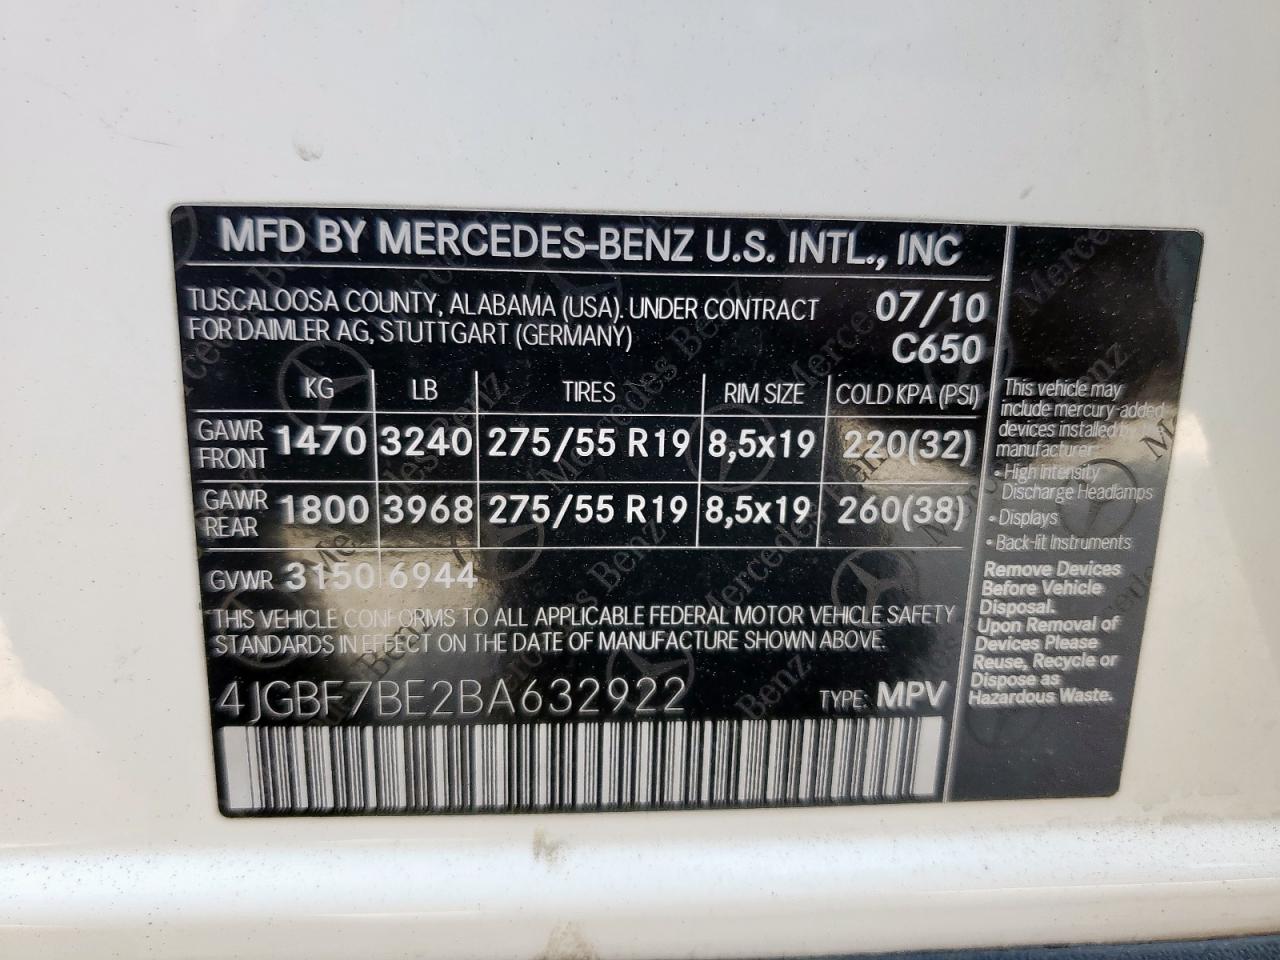 MFD BY MERCEDES-BENZ U.S. INTL., INC
TUSCALOOSA COUNTY, ALABAMA (USA). UNDER CONTRACT
FOR DAIMLER AG, STUTTGART (GERMANY)
07/10
C650
KG LB TIRES RIM SIZE COLD KPA (PSI)
GAWR FRONT 1470 3240 275/55 R19 8,5x19 220(32)
GAWR REAR 1800 3968 275/55 R19 8,5x19 260(38)
GVWR 3150 6944
THIS VEHICLE CONFORMS TO ALL APPLICABLE FEDERAL MOTOR VEHICLE SAFETY
STANDARDS IN EFFECT ON THE DATE OF MANUFACTURE SHOWN ABOVE.
4JGBF7BE2BA632922 TYPE: MPV
This vehicle may
include mercury-added
devices installed by the
manufacturer:
• High Intensity
Discharge Headlamps
• Displays
• Back-lit Instruments
Remove Devices
Before Vehicle
Disposal.
Upon Removal of
Devices Please
Reuse, Recycle or
Dispose as
Hazardous Waste.